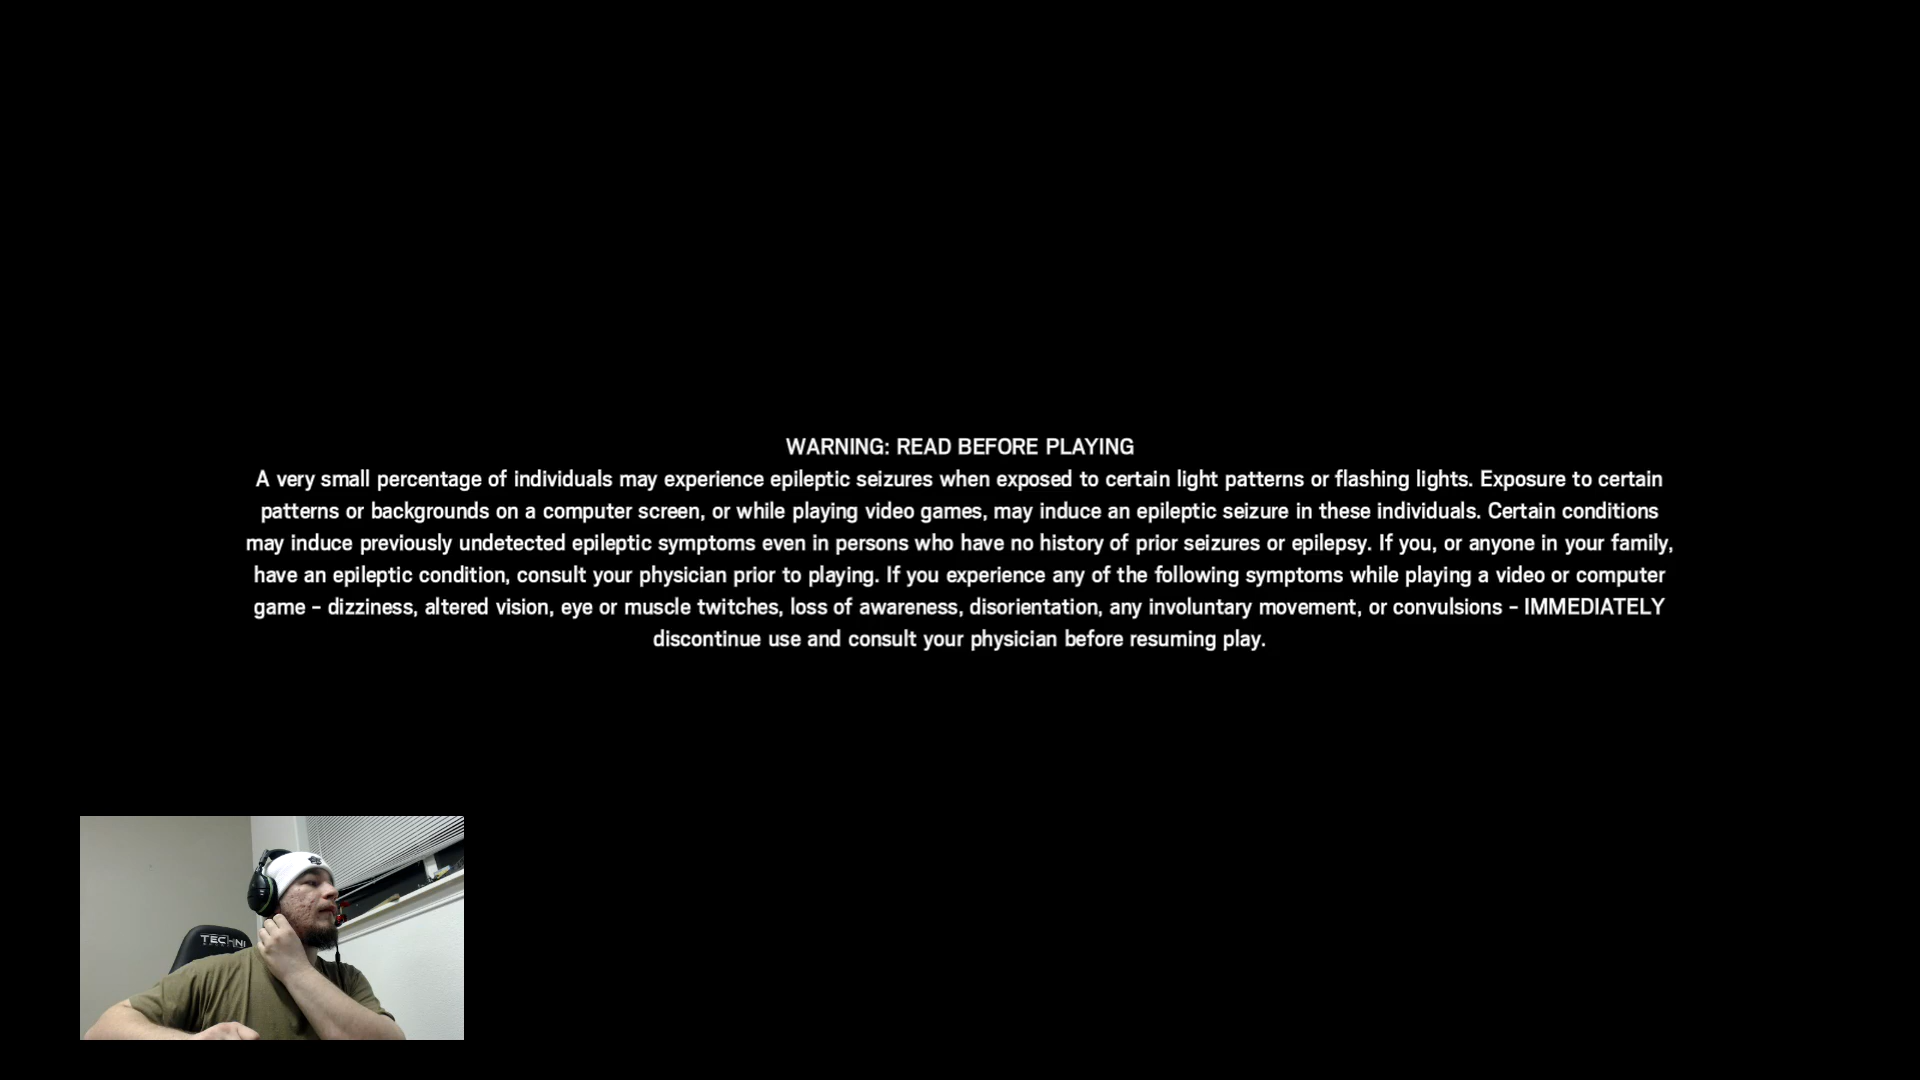 WARNING: READ BEFORE PLAYING
A very small percentage of individuals may experience epileptic seizures when exposed to certain light patterns or flashing lights. Exposure to certain
patterns or backgrounds on a computer screen, or while playing video games, may induce an epileptic seizure in these individuals. Certain conditions
may induce previously undetected epileptic symptoms even in persons who have no history of prior seizures or epilepsy. If you, or anyone in your family,
have an epileptic condition, consult your physician prior to playing. If you experience any of the following symptoms while playing a video or computer
game – dizziness, altered vision, eye or muscle twitches, loss of awareness, disorientation, any involuntary movement, or convulsions – IMMEDIATELY
discontinue use and consult your physician before resuming play.
TECHNI